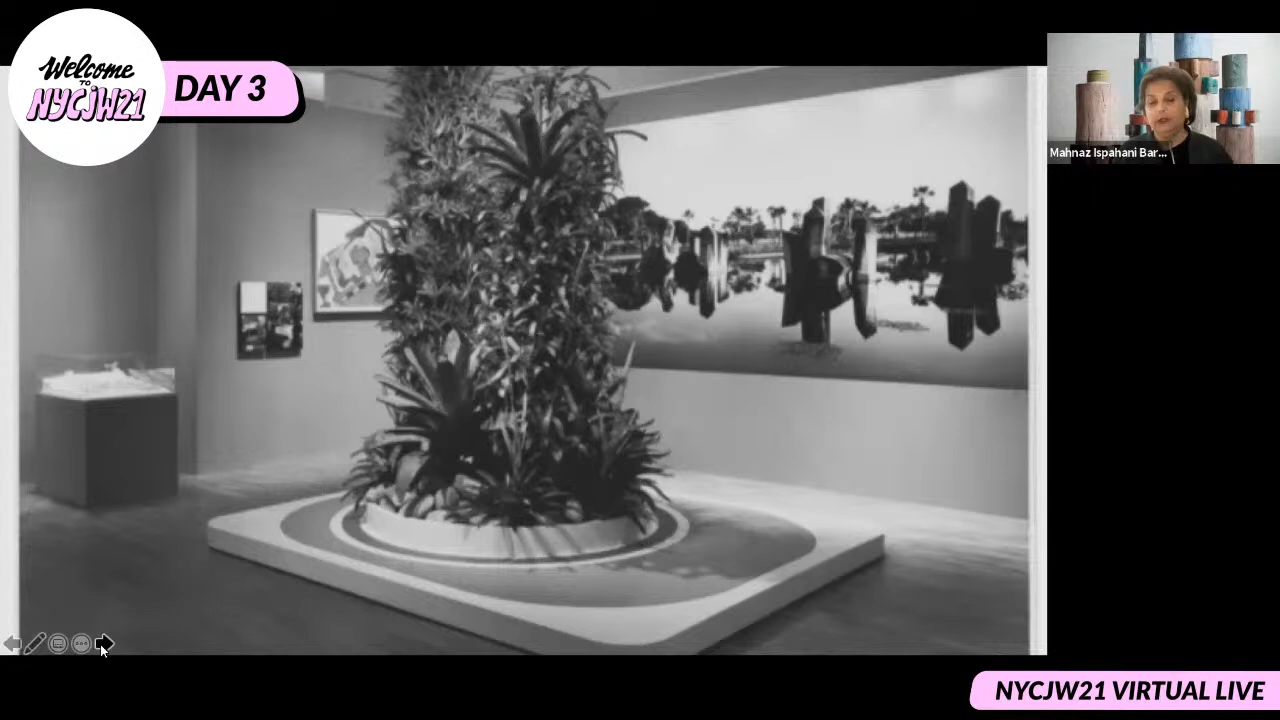 Welcome
TO
NYCJW21
DAY 3
Mahnaz Ispahani Bar...
NYCJW21 VIRTUAL LIVE